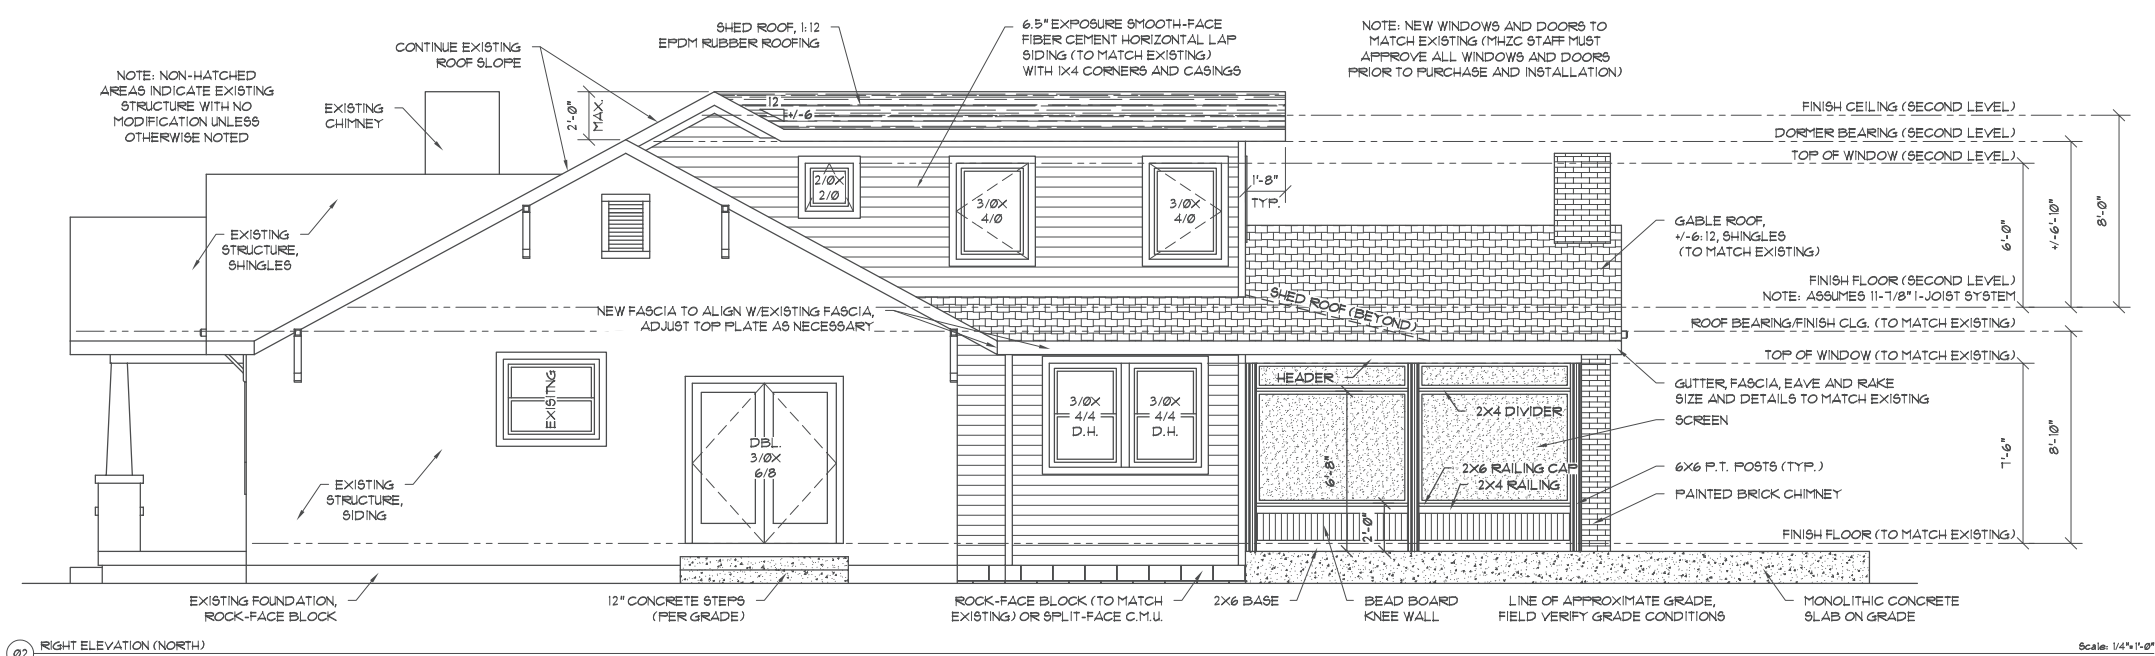 SHED ROOF, 1:12
EPDM RUBBER ROOFING
6.5" EXPOSURE SMOOTH-FACE
FIBER CEMENT HORIZONTAL LAP
SIDING (TO MATCH EXISTING)
WITH 1X4 CORNERS AND CASINGS
NOTE: NEW WINDOWS AND DOORS TO
MATCH EXISTING (MHZC STAFF MUST
APPROVE ALL WINDOWS AND DOORS
PRIOR TO PURCHASE AND INSTALLATION)
CONTINUE EXISTING
ROOF SLOPE
NOTE: NON-HATCHED
AREAS INDICATE EXISTING
STRUCTURE WITH NO
MODIFICATION UNLESS
OTHERWISE NOTED
EXISTING
CHIMNEY
2'-0"
MAX.
12
+/-6
FINISH CEILING (SECOND LEVEL)
DORMER BEARING (SECOND LEVEL)
TOP OF WINDOW (SECOND LEVEL)
2/0X
2/0
3/0X
4/0
3/0X
4/0
1'-8"
TYP.
6'-0"
+/-6'-10"
8'-0"
EXISTING
STRUCTURE,
SHINGLES
GABLE ROOF,
+/-6:12, SHINGLES
(TO MATCH EXISTING)
FINISH FLOOR (SECOND LEVEL)
NOTE: ASSUMES 11-7/8" I-JOIST SYSTEM
SHED ROOF (BEYOND)
NEW FASCIA TO ALIGN W/EXISTING FASCIA,
ADJUST TOP PLATE AS NECESSARY
ROOF BEARING/FINISH CLG. (TO MATCH EXISTING)
TOP OF WINDOW (TO MATCH EXISTING)
HEADER
GUTTER, FASCIA, EAVE AND RAKE
SIZE AND DETAILS TO MATCH EXISTING
EXISITNG
3/0X
4/4
D.H.
3/0X
4/4
D.H.
2X4 DIVIDER
SCREEN
DBL.
3/0X
6/8
6'-8"
2X6 RAILING CAP
2X4 RAILING
6X6 P.T. POSTS (TYP.)
PAINTED BRICK CHIMNEY
7'-6"
8'-10"
EXISTING
STRUCTURE,
SIDING
2'-0"
FINISH FLOOR (TO MATCH EXISTING)
EXISTING FOUNDATION,
ROCK-FACE BLOCK
12" CONCRETE STEPS
(PER GRADE)
ROCK-FACE BLOCK (TO MATCH
EXISTING) OR SPLIT-FACE C.M.U.
2X6 BASE
BEAD BOARD
KNEE WALL
LINE OF APPROXIMATE GRADE,
FIELD VERIFY GRADE CONDITIONS
MONOLITHIC CONCRETE
SLAB ON GRADE
02
RIGHT ELEVATION (NORTH)
Scale: 1/4"=1'-0"